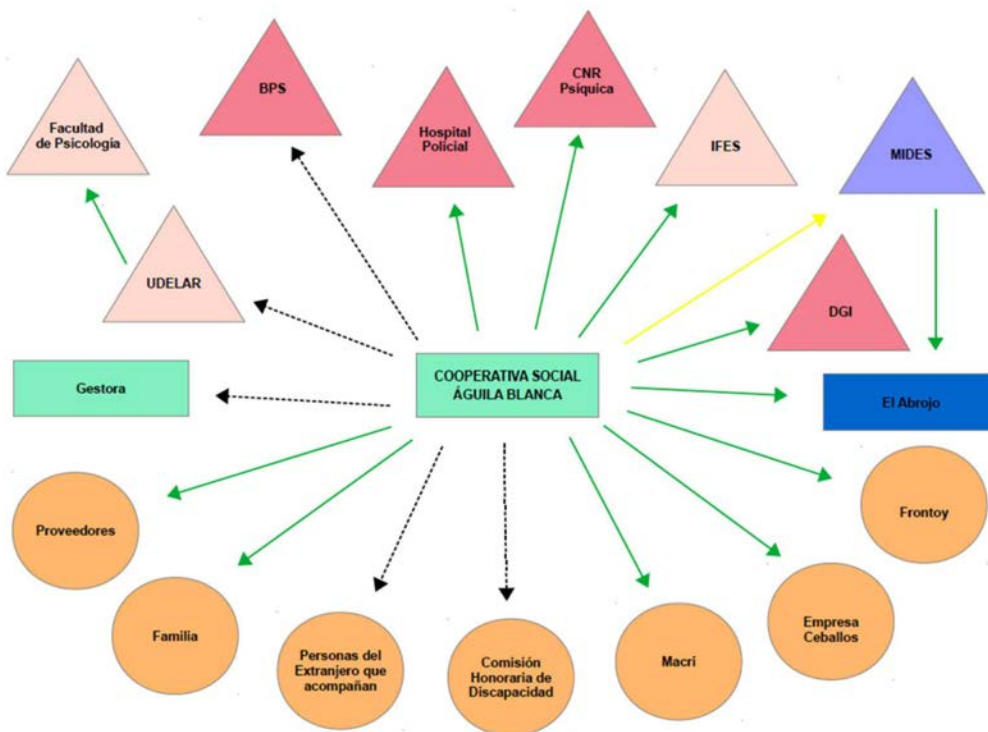 BPS
CNR
Psíquica
Facultad
de Psicología
Hospital
Policial
IFES
MIDES
UDELAR
DGI
Gestora
COOPERATIVA SOCIAL
ÁGUILA BLANCA
El Abrojo
Proveedores
Frontoy
Familia
Personas del
Extranjero que
acompañan
Comisión
Honoraria de
Discapacidad
Macri
Empresa
Ceballos